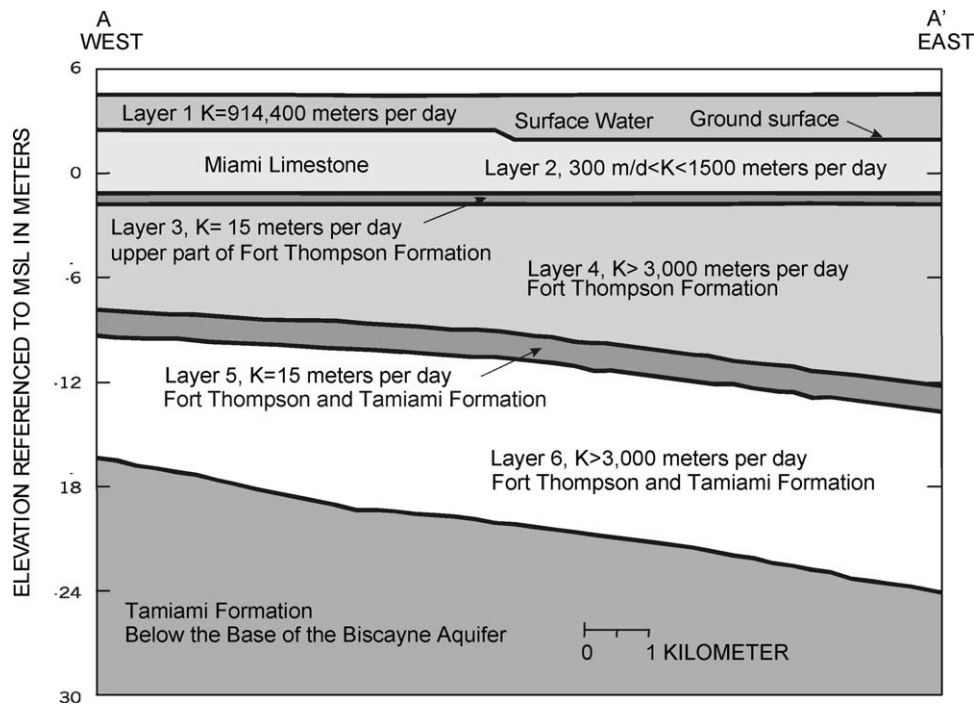 A
WEST
A'
EAST
ELEVATION REFERENCED TO MSL IN METERS
6
0
-6
-12
18
-24
30
Layer 1 K=914,400 meters per day
Surface Water
Ground surface
Miami Limestone
Layer 2, 300 m/d<K<1500 meters per day
Layer 3, K= 15 meters per day
upper part of Fort Thompson Formation
Layer 4, K> 3,000 meters per day
Fort Thompson Formation
Layer 5, K=15 meters per day
Fort Thompson and Tamiami Formation
Layer 6, K>3,000 meters per day
Fort Thompson and Tamiami Formation
Tamiami Formation
Below the Base of the Biscayne Aquifer
0 1 KILOMETER